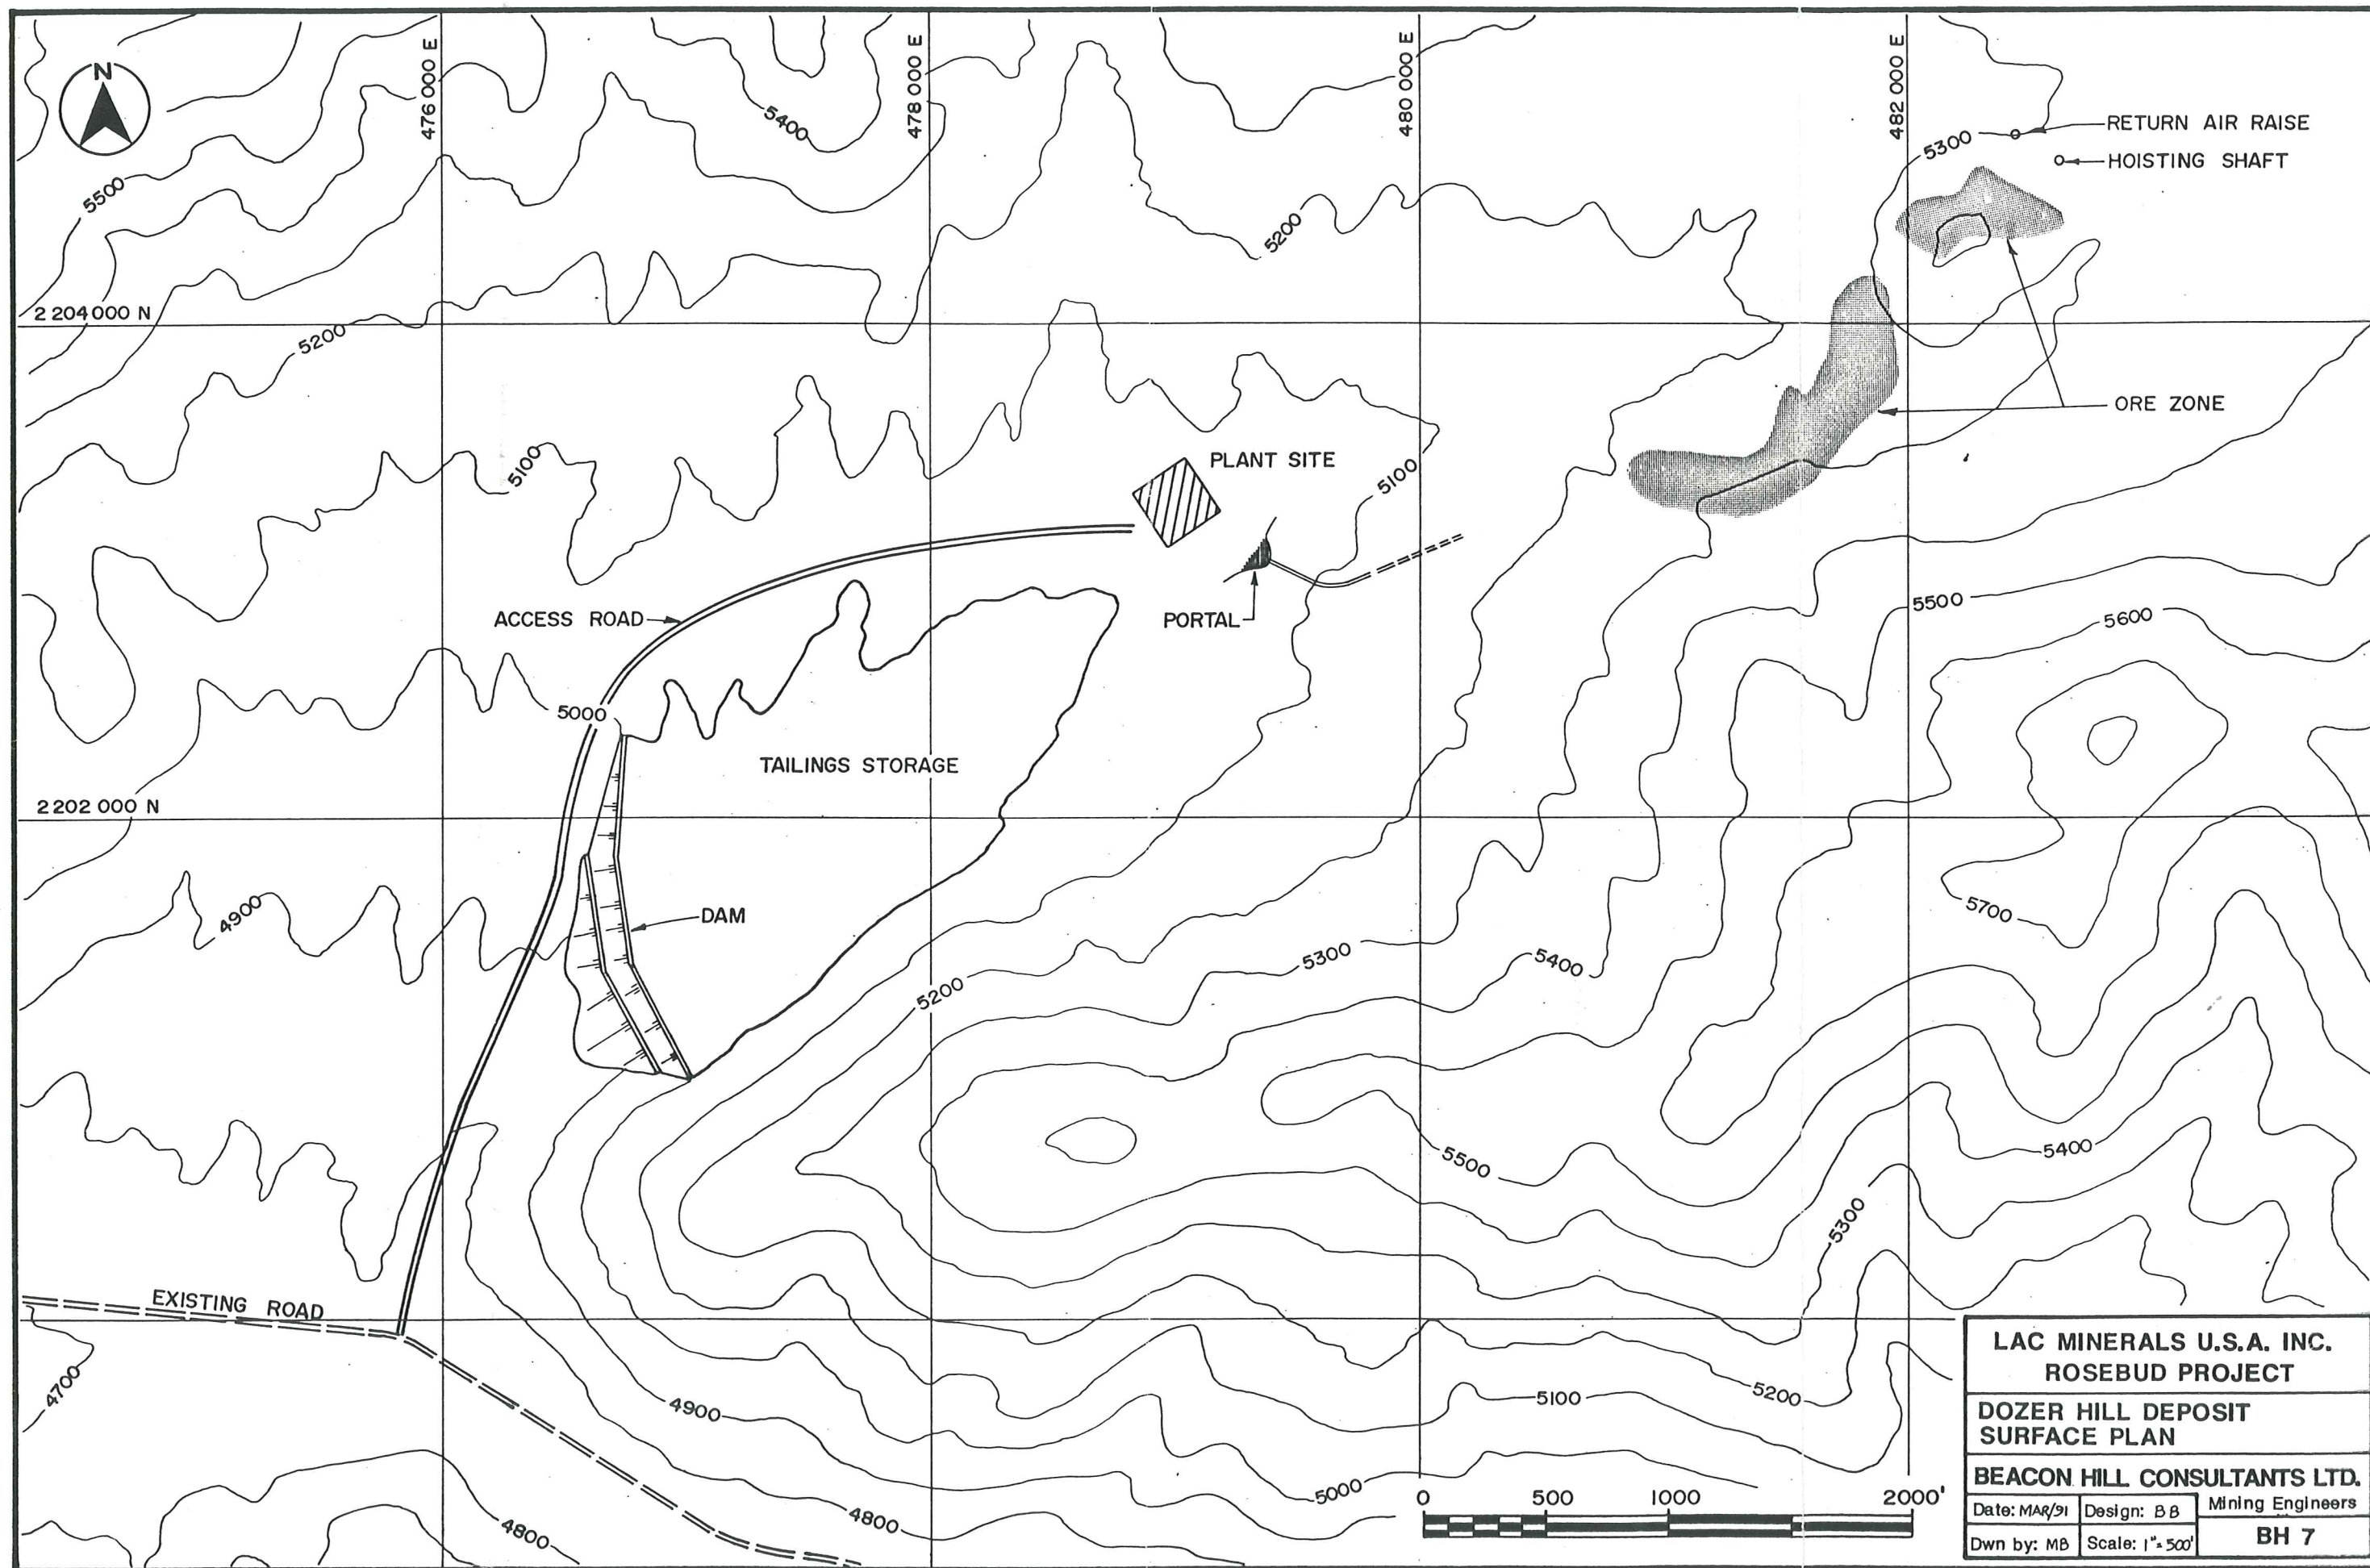 N
476 000 E
478 000 E
480 000 E
482 000 E
5400
5300
RETURN AIR RAISE
HOISTING SHAFT
5500
5200
2 204 000 N
5200
ORE ZONE
5100
PLANT SITE
5100
ACCESS ROAD
PORTAL
5500
5600
5000
TAILINGS STORAGE
2 202 000 N
4900
DAM
5700
5300
5400
5200
5500
5400
5300
EXISTING ROAD
4700
4900
5100
5200
5000
4800
4800
0 500 1000 2000'
LAC MINERALS U.S.A. INC.
ROSEBUD PROJECT
DOZER HILL DEPOSIT
SURFACE PLAN
BEACON HILL CONSULTANTS LTD.
Date: MAR/91 Design: BB Mining Engineers
Dwn by: MB Scale: 1"=500' BH 7